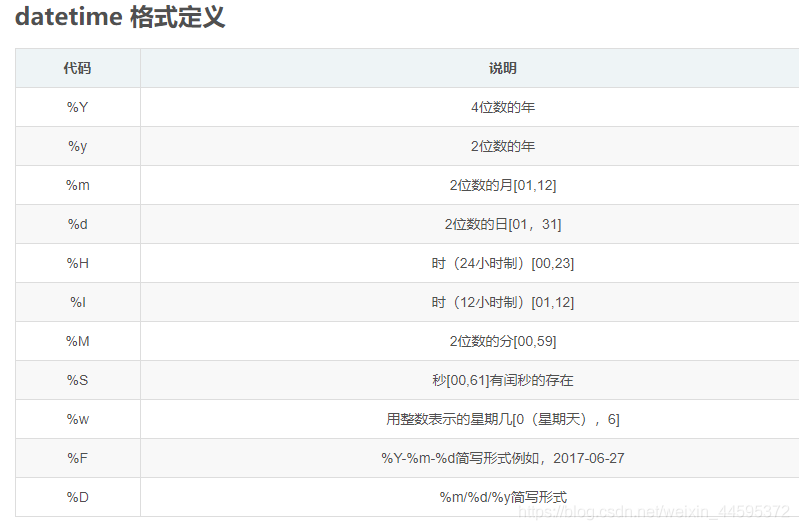 datetime 格式定义
代码 说明
%Y 4位数的年
%y 2位数的年
%m 2位数的月[01,12]
%d 2位数的日[01，31]
%H 时（24小时制）[00,23]
%I 时（12小时制）[01,12]
%M 2位数的分[00,59]
%S 秒[00,61]有闰秒的存在
%w 用整数表示的星期几[0（星期天），6]
%F %Y-%m-%d简写形式例如，2017-06-27
%D %m/%d/%y简写形式
https://blog.csdn.net/weixin_44595372